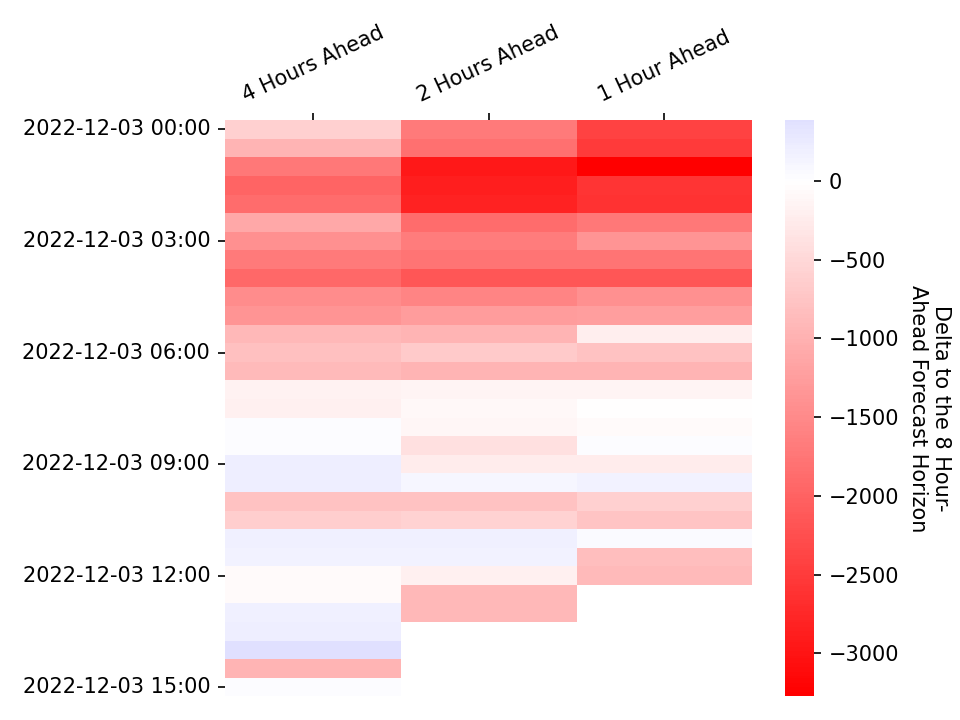 4 Hours Ahead
2 Hours Ahead
1 Hour Ahead
2022-12-03 00:00
2022-12-03 03:00
2022-12-03 06:00
2022-12-03 09:00
2022-12-03 12:00
2022-12-03 15:00
0
−500
−1000
−1500
−2000
−2500
−3000
Delta to the 8 Hour-
Ahead Forecast Horizon